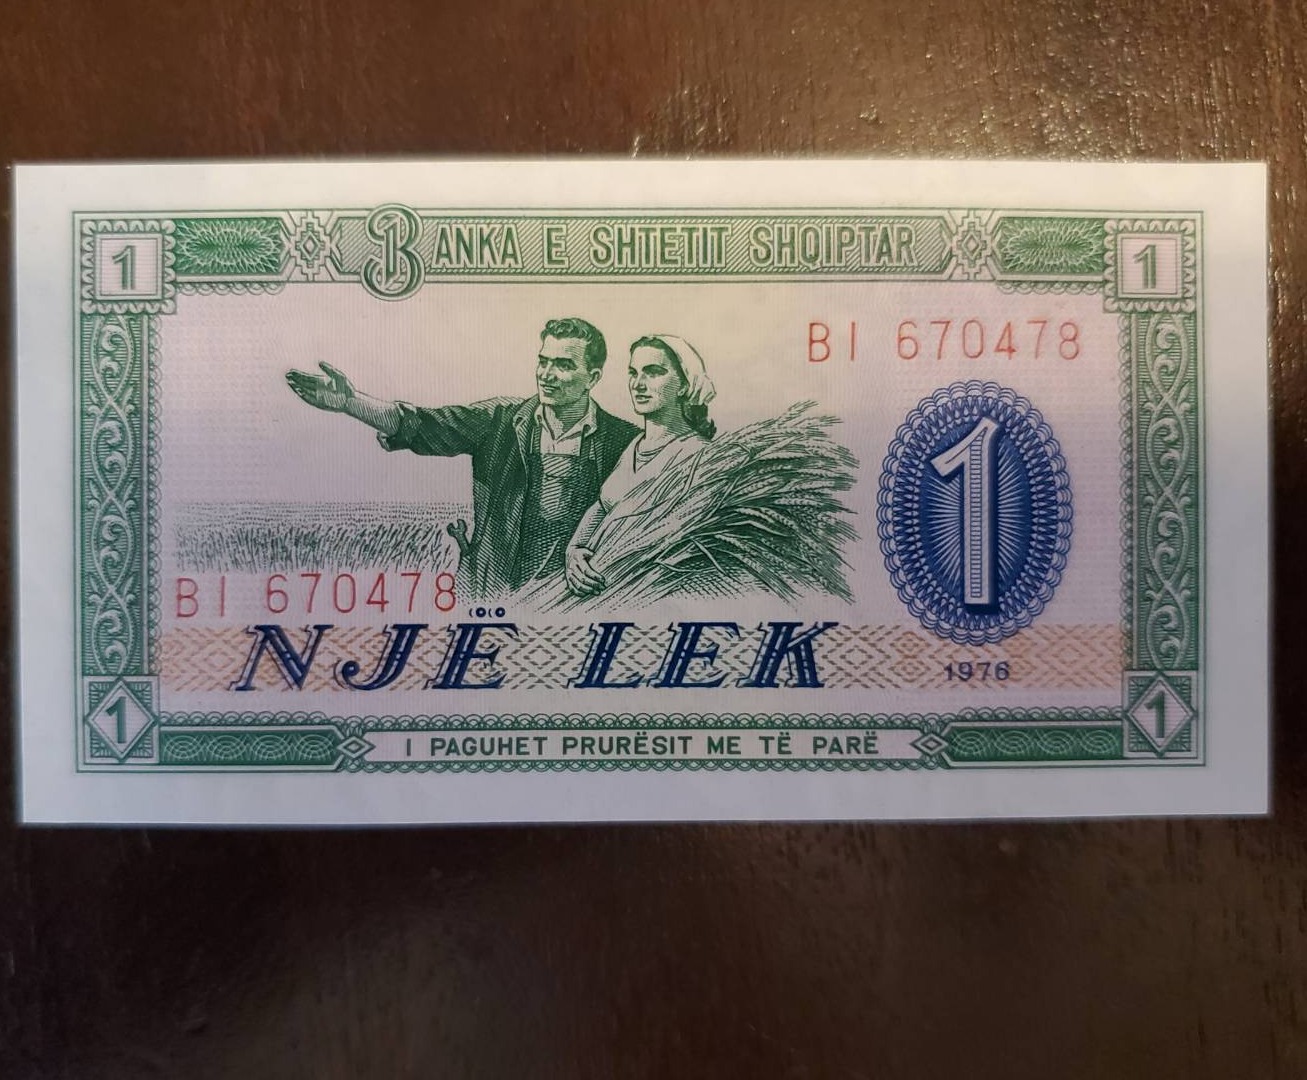 1 BANKA E SHTETIT SHQIPTAR 1
BI 670478
1
BI 670478
NJË LEK
1976
1 I PAGUHET PRURËSIT ME TË PARË 1